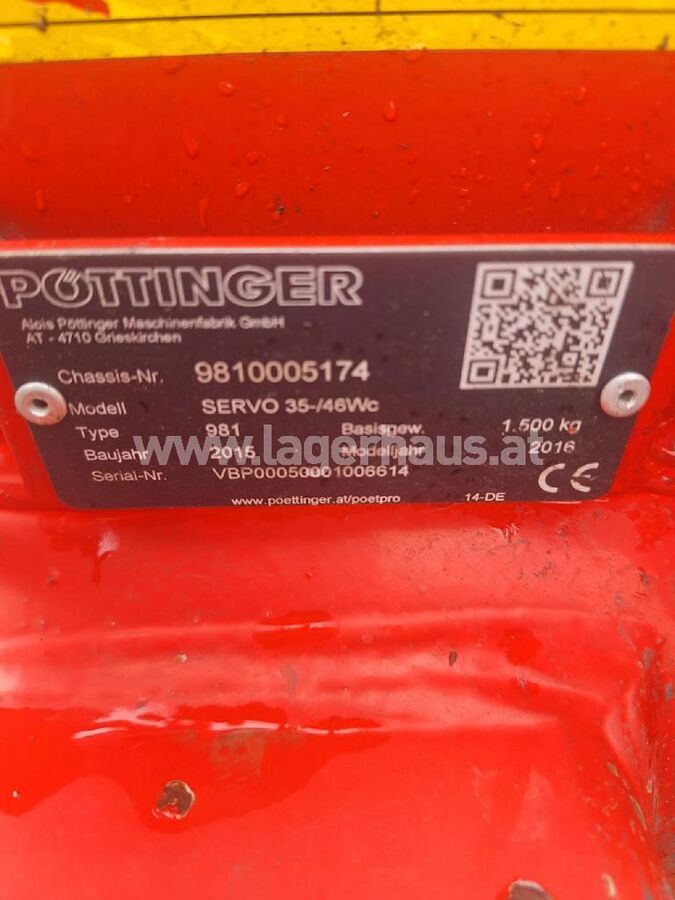 PÖTTINGER
Alois Pöttinger Maschinenfabrik GmbH
AT - 4710 Grieskirchen
Chassis-Nr. 9810005174
Modell SERVO 35-/46Wc
Type 981 Basisgew. 1.500 kg
www.lagerhaus.at
Baujahr 2015 Modelljahr 2016
Serial-Nr. VBP00050001006614
CE
www.poettinger.at/poetpro 14-DE